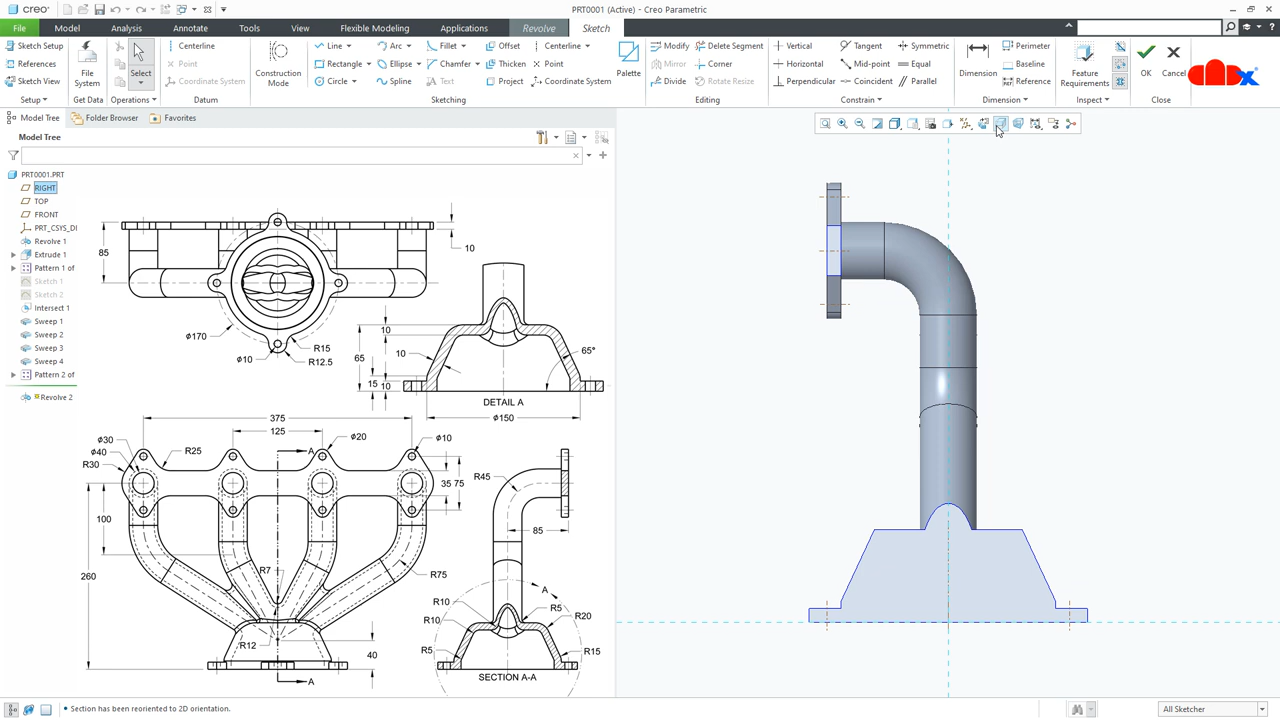 creo
PRT0001 (Active) - Creo Parametric
File Model Analysis Annotate Tools View Flexible Modeling Applications Revolve Sketch
Sketch Setup
References
Sketch View
Setup
File System
Get Data
Select
Operations
Centerline
Point
Coordinate System
Datum
Construction Mode
Line Arc Fillet Offset Centerline
Rectangle Ellipse Chamfer Thicken Point
Circle Spline Text Project Coordinate System
Sketching
Palette
Modify Delete Segment
Mirror Corner
Divide Rotate Resize
Editing
Vertical Tangent Symmetric
Horizontal Mid-point Equal
Perpendicular Coincident Parallel
Constrain
Dimension
Perimeter
Baseline
Reference
Dimension
Feature Requirements
Inspect
OK
Cancel
Close
Model Tree Folder Browser Favorites
Model Tree
PRT0001.PRT
RIGHT
TOP
FRONT
PRT_CSYS_DI
Revolve 1
Extrude 1
Pattern 1 of
Sketch 1
Sketch 2
Intersect 1
Sweep 1
Sweep 2
Sweep 3
Sweep 4
Pattern 2 of
Revolve 2
85
10
ϕ170
R15
ϕ10
R12.5
10
65
10
15
10
65°
DETAIL A
ϕ150
375
125
ϕ30
ϕ40
R30
R25
ϕ20
ϕ10
A
35
75
100
260
R7
R75
R12
40
A
R45
85
A
R10
R5
R10
R20
R5
R15
SECTION A-A
Section has been reoriented to 2D orientation.
All Sketcher